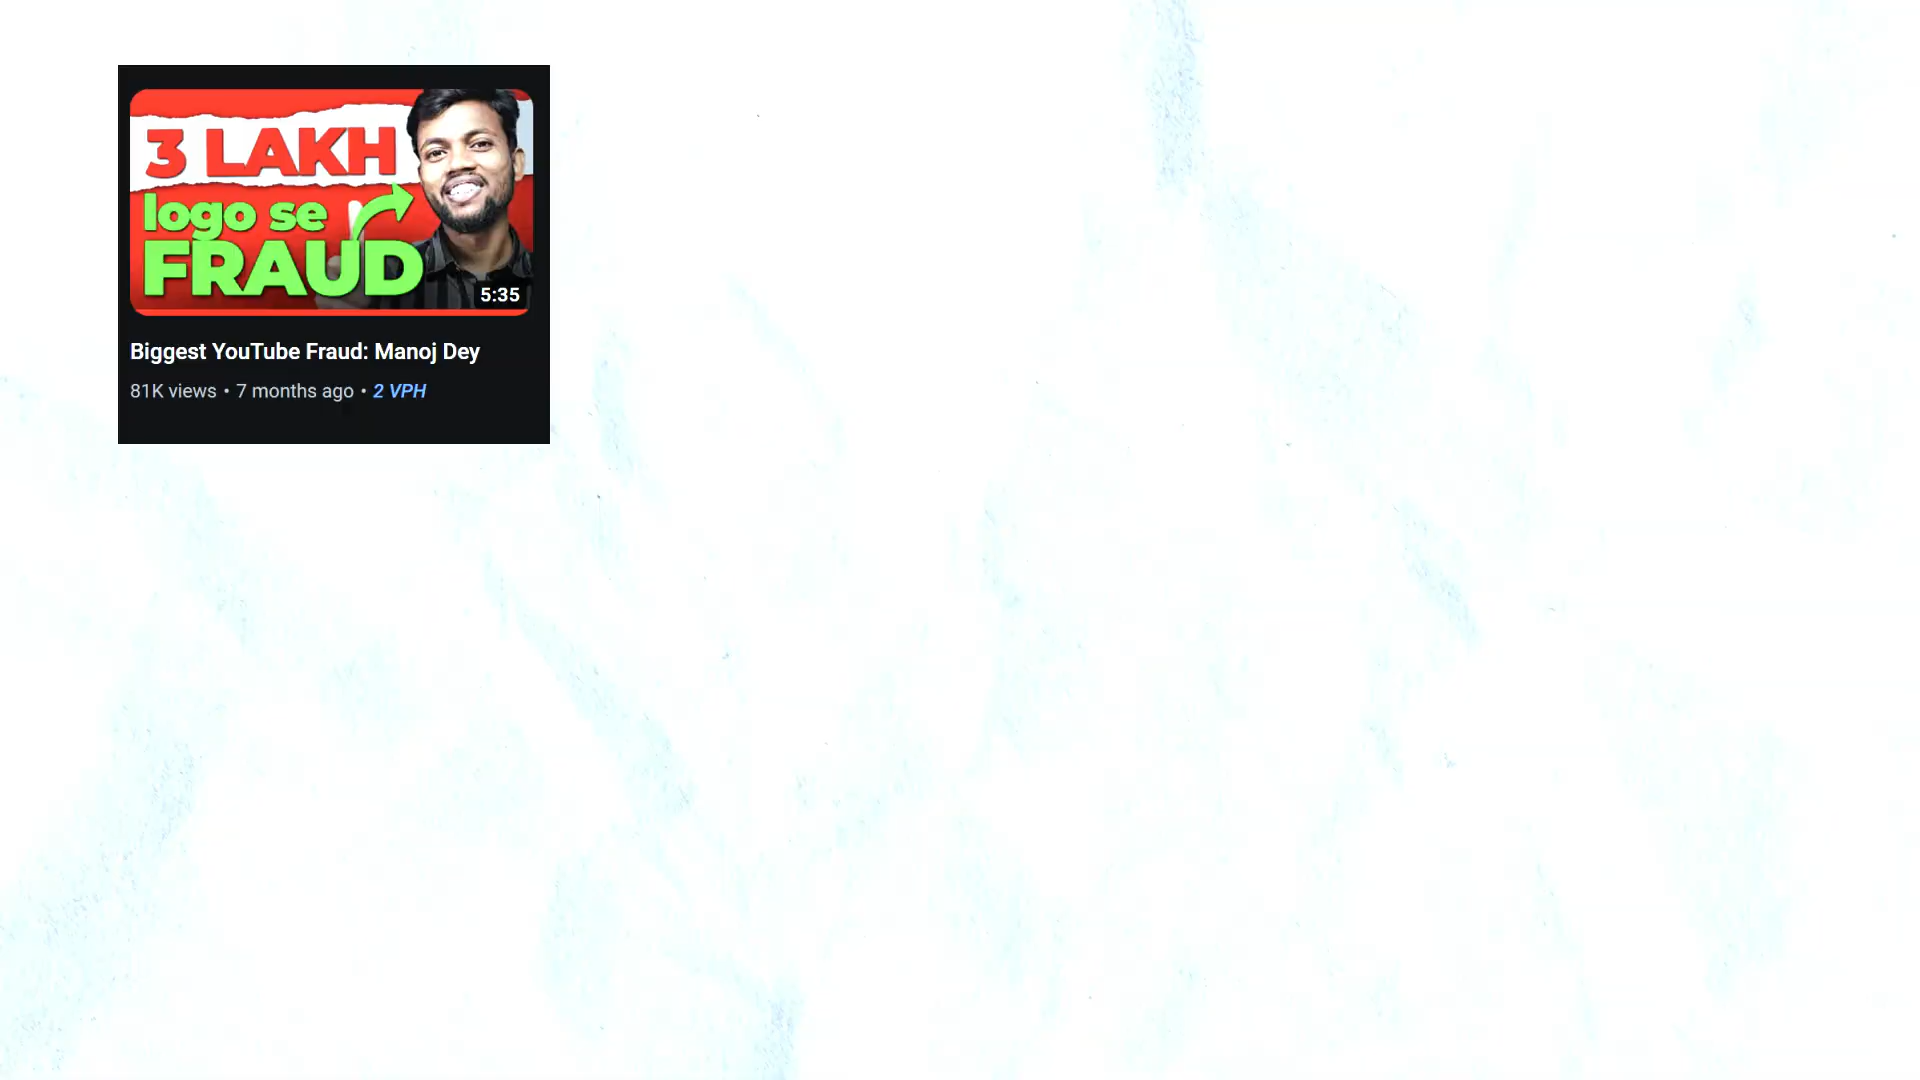 3 LAKH
logo se
FRAUD
5:35
Biggest YouTube Fraud: Manoj Dey
81K views • 7 months ago • 2 VPH